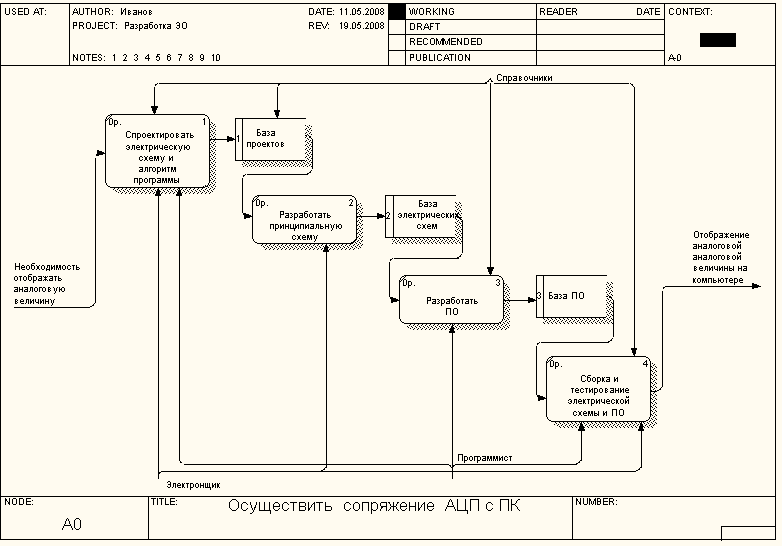 USED AT:
AUTHOR: Иванов
DATE: 11.05.2008
PROJECT: Разработка ЭО
REV: 19.05.2008
NOTES: 1 2 3 4 5 6 7 8 9 10
WORKING
DRAFT
RECOMMENDED
PUBLICATION
READER DATE
CONTEXT:
A-0
Справочники
0р. 1
Спроектировать
электрическую
схему и
алгоритм
программы
1
База
проектов
0р. 2
Разработать
принципиальную
схему
2
База
электрических
схем
0р. 3
Разработать
ПО
3 База ПО
0р. 4
Сборка и
тестирование
электрической
схемы и ПО
Необходимость
отображать
аналоговую
величину
Отображение
аналоговой
аналоговой
величины на
компьютере
Программист
Электронщик
NODE:
A0
TITLE:
Осуществить сопряжение АЦП с ПК
NUMBER: